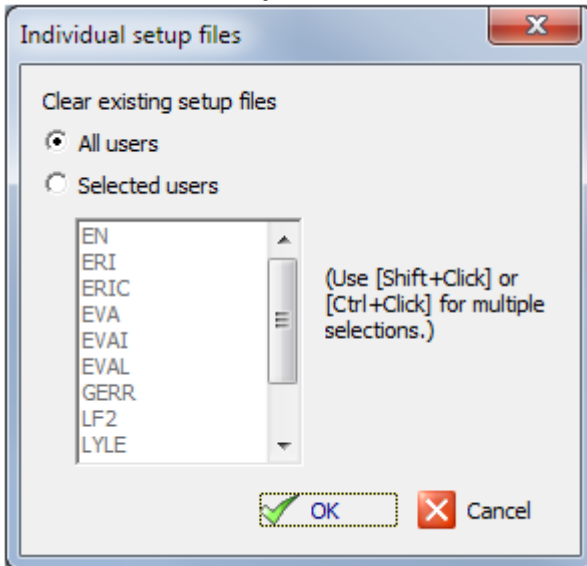 Individual setup files
Clear existing setup files
All users
Selected users
EN
ERI
ERIC
EVA
EVAI
EVAL
GERR
LF2
LYLE
(Use [Shift+Click] or
[Ctrl+Click] for multiple
selections.)
OK
Cancel